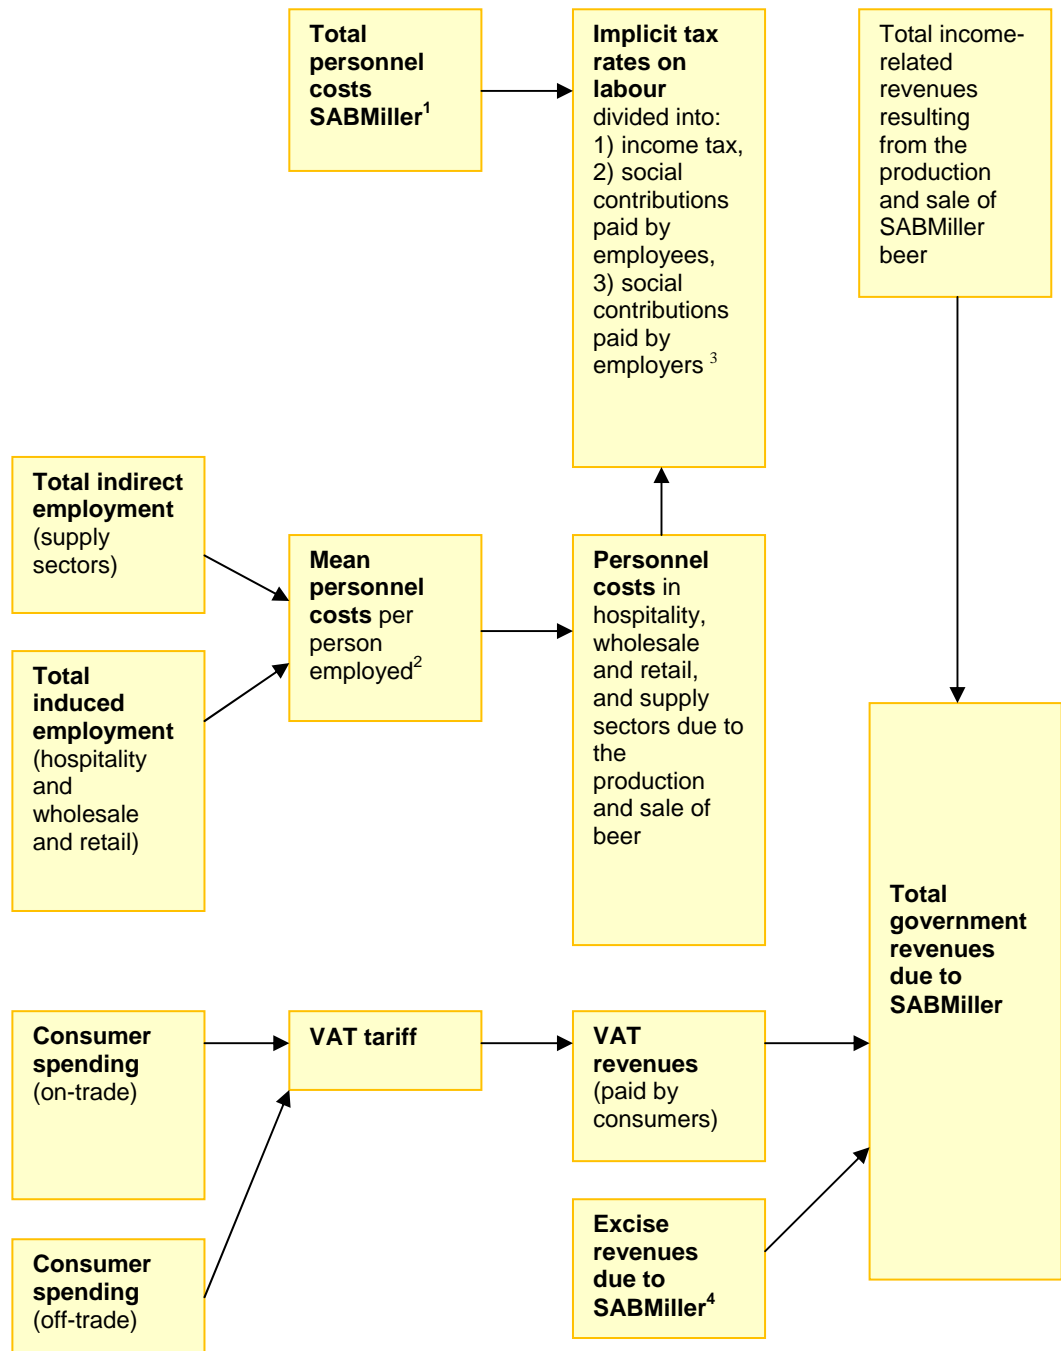 Total
personnel
costs
SABMiller¹
Implicit tax
rates on
labour
divided into:
1) income tax,
2) social
contributions
paid by
employees,
3) social
contributions
paid by
employers ³
Total income-
related
revenues
resulting
from the
production
and sale of
SABMiller
beer
Total indirect
employment
(supply
sectors)
Mean
personnel
costs per
person
employed²
Personnel
costs in
hospitality,
wholesale
and retail,
and supply
sectors due to
the
production
and sale of
beer
Total
induced
employment
(hospitality
and
wholesale
and retail)
Total
government
revenues
due to
SABMiller
Consumer
spending
(on-trade)
VAT tariff
VAT
revenues
(paid by
consumers)
Excise
revenues
due to
SABMiller⁴
Consumer
spending
(off-trade)